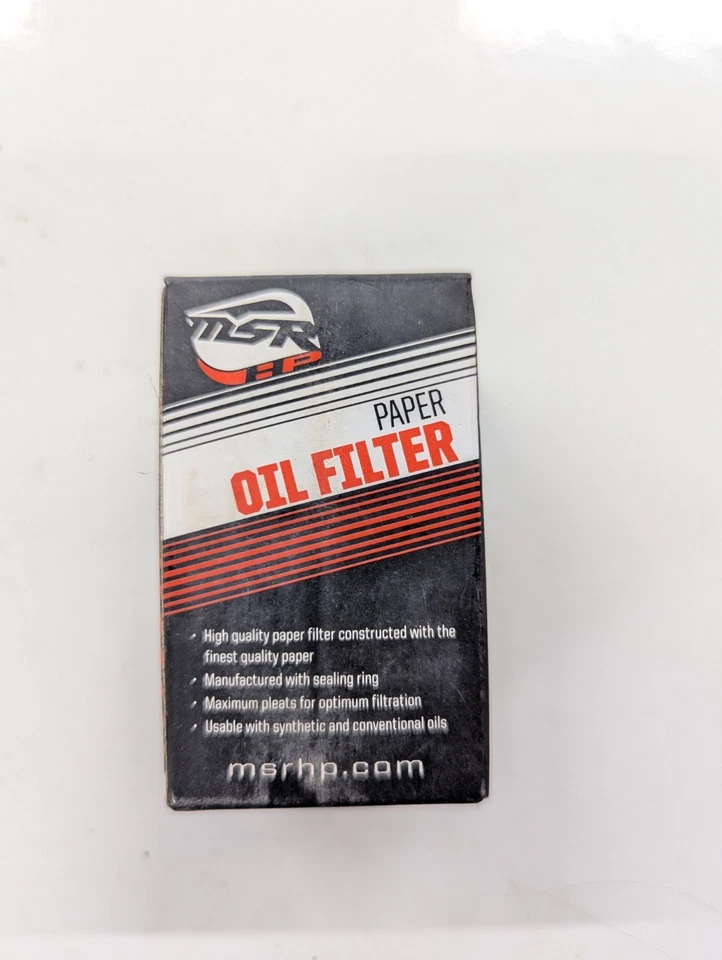 MSR
HP
PAPER
OIL FILTER
• High quality paper filter constructed with the
finest quality paper
• Manufactured with sealing ring
• Maximum pleats for optimum filtration
• Usable with synthetic and conventional oils
msrhp.com